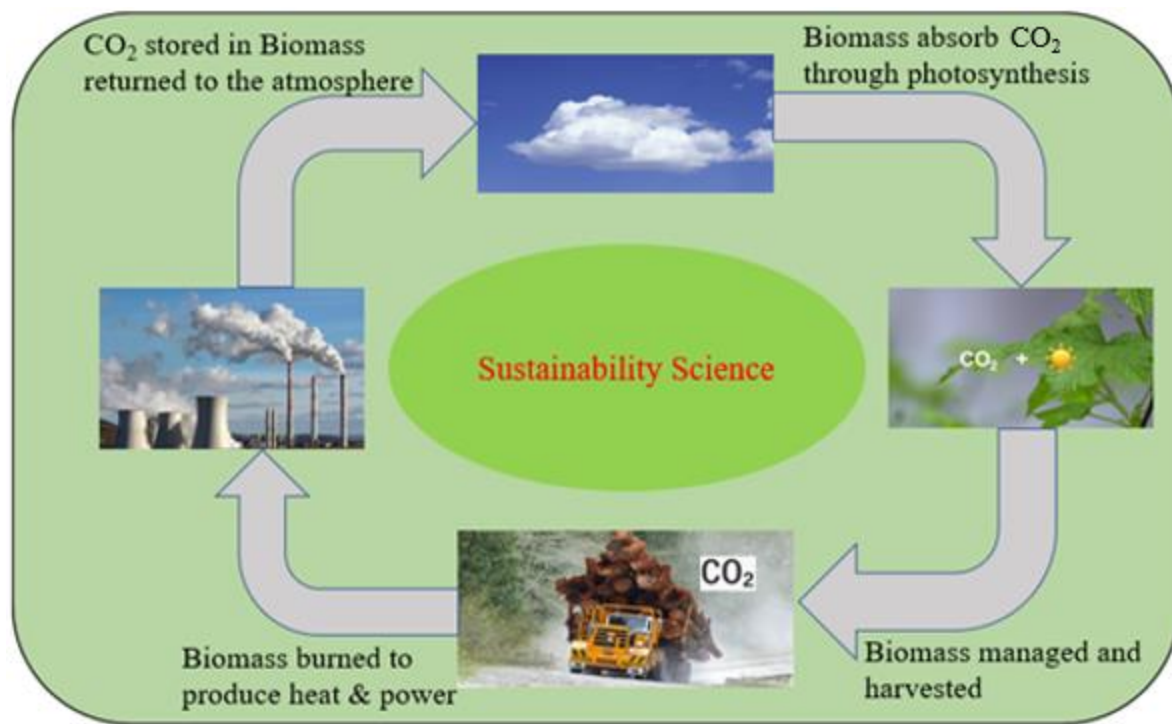 CO₂ stored in Biomass
returned to the atmosphere
Biomass absorb CO₂
through photosynthesis
CO₂ +
Sustainability Science
CO₂
Biomass burned to
produce heat & power
Biomass managed and
harvested